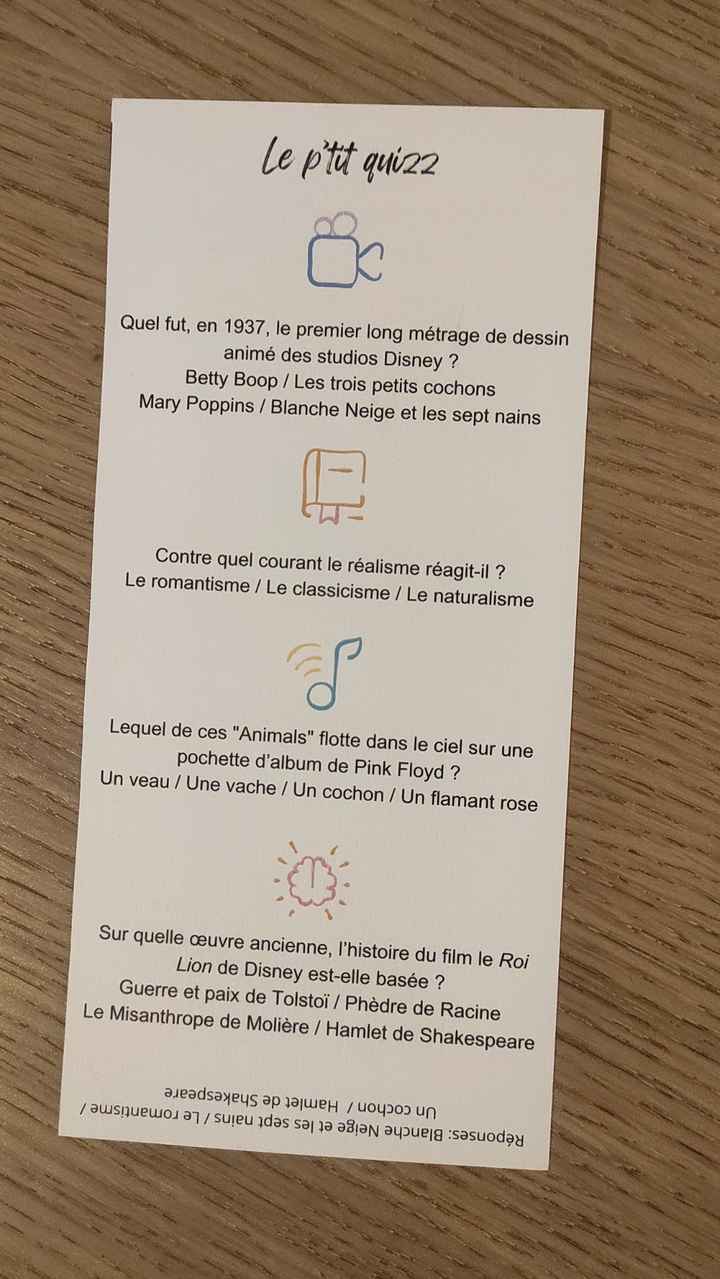 Le p'tit quizz
Quel fut, en 1937, le premier long métrage de dessin
animé des studios Disney ?
Betty Boop / Les trois petits cochons
Mary Poppins / Blanche Neige et les sept nains
Contre quel courant le réalisme réagit-il ?
Le romantisme / Le classicisme / Le naturalisme
Lequel de ces "Animals" flotte dans le ciel sur une
pochette d'album de Pink Floyd ?
Un veau / Une vache / Un cochon / Un flamant rose
Sur quelle œuvre ancienne, l'histoire du film le Roi
Lion de Disney est-elle basée ?
Guerre et paix de Tolstoï / Phèdre de Racine
Le Misanthrope de Molière / Hamlet de Shakespeare
Réponses: Blanche Neige et les sept nains / Le romantisme /
Un cochon / Hamlet de Shakespeare